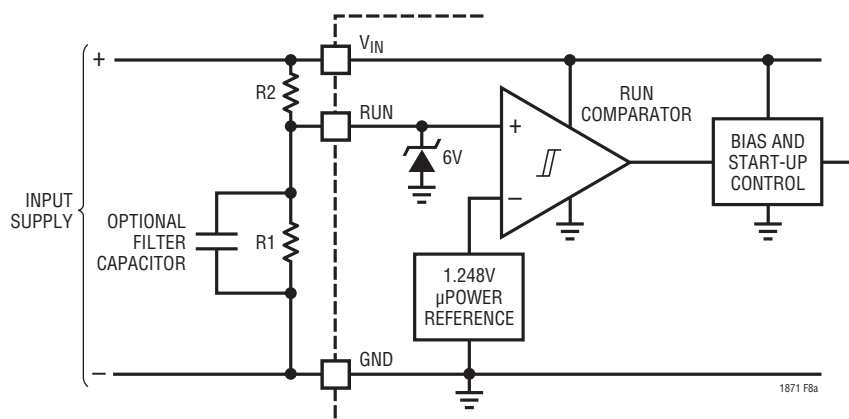 +
VIN
R2
RUN
RUN
COMPARATOR
+
6V
BIAS AND
START-UP
CONTROL
INPUT
SUPPLY
OPTIONAL
FILTER
CAPACITOR
R1
–
1.248V
µPOWER
REFERENCE
GND
–
1871 F8a